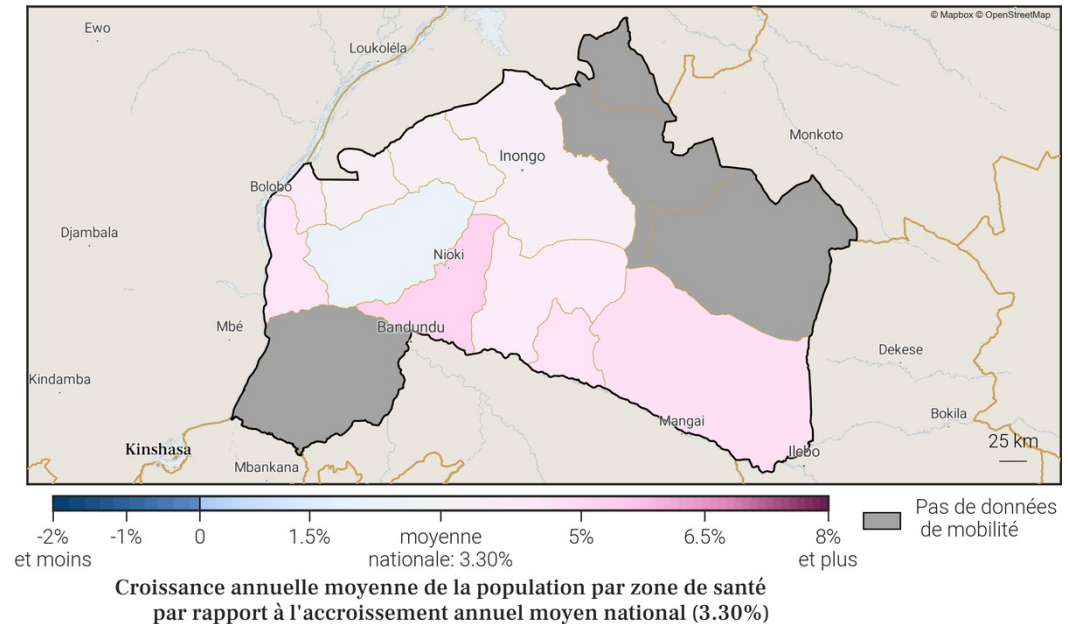 © Mapbox © OpenStreetMap
Ewo
Loukoléla
Monkoto
Inongo
Bolobo
Djambala
Nioki
Mbé
Bandundu
Dekese
Kindamba
Mangai
Bokila
25 km
Kinshasa
Ilebo
Mbankana
-2%
et moins
-1%
0
1.5%
moyenne
nationale: 3.30%
5%
6.5%
8%
et plus
Pas de données
de mobilité
Croissance annuelle moyenne de la population par zone de santé
par rapport à l'accroissement annuel moyen national (3.30%)